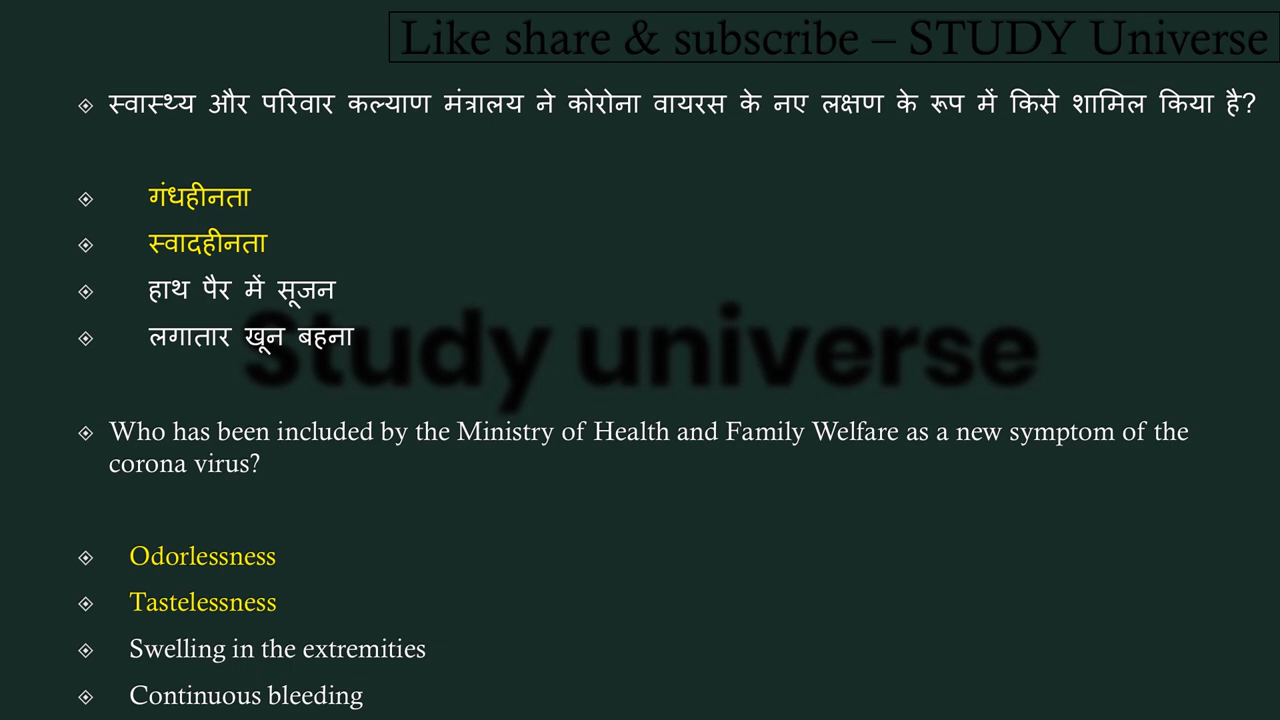 Like share & subscribe – STUDY Universe
स्वास्थ्य और परिवार कल्याण मंत्रालय ने कोरोना वायरस के नए लक्षण के रूप में किसे शामिल किया है?
गंधहीनता
स्वादहीनता
हाथ पैर में सूजन
लगातार खून बहना
Study universe
Who has been included by the Ministry of Health and Family Welfare as a new symptom of the
corona virus?
Odorlessness
Tastelessness
Swelling in the extremities
Continuous bleeding